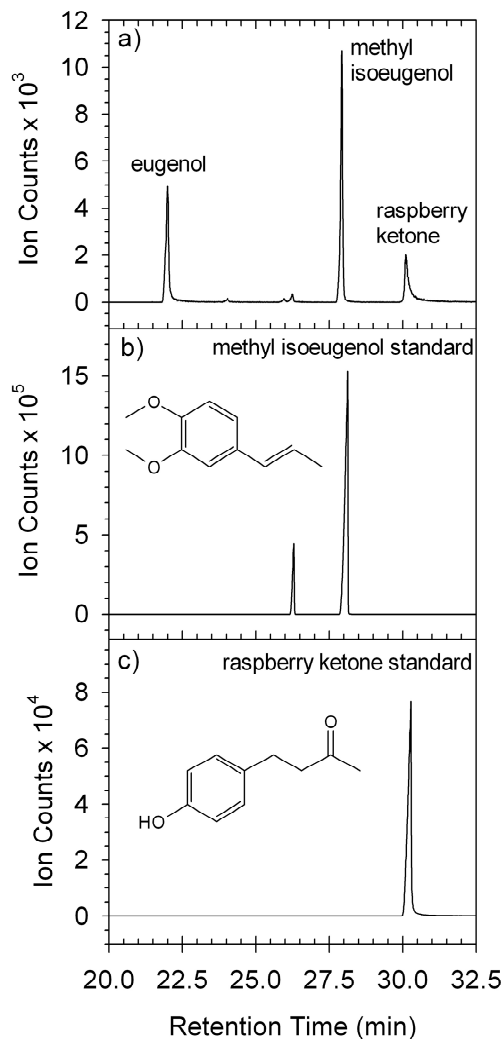 a)
methyl
isoeugenol
eugenol
raspberry
ketone
Ion Counts x 10³
12
10
8
6
4
2
0
b)
methyl isoeugenol standard
O
O
Ion Counts x 10⁵
15
10
5
0
c)
raspberry ketone standard
O
HO
Ion Counts x 10⁴
8
6
4
2
0
20.0 22.5 25.0 27.5 30.0 32.5
Retention Time (min)